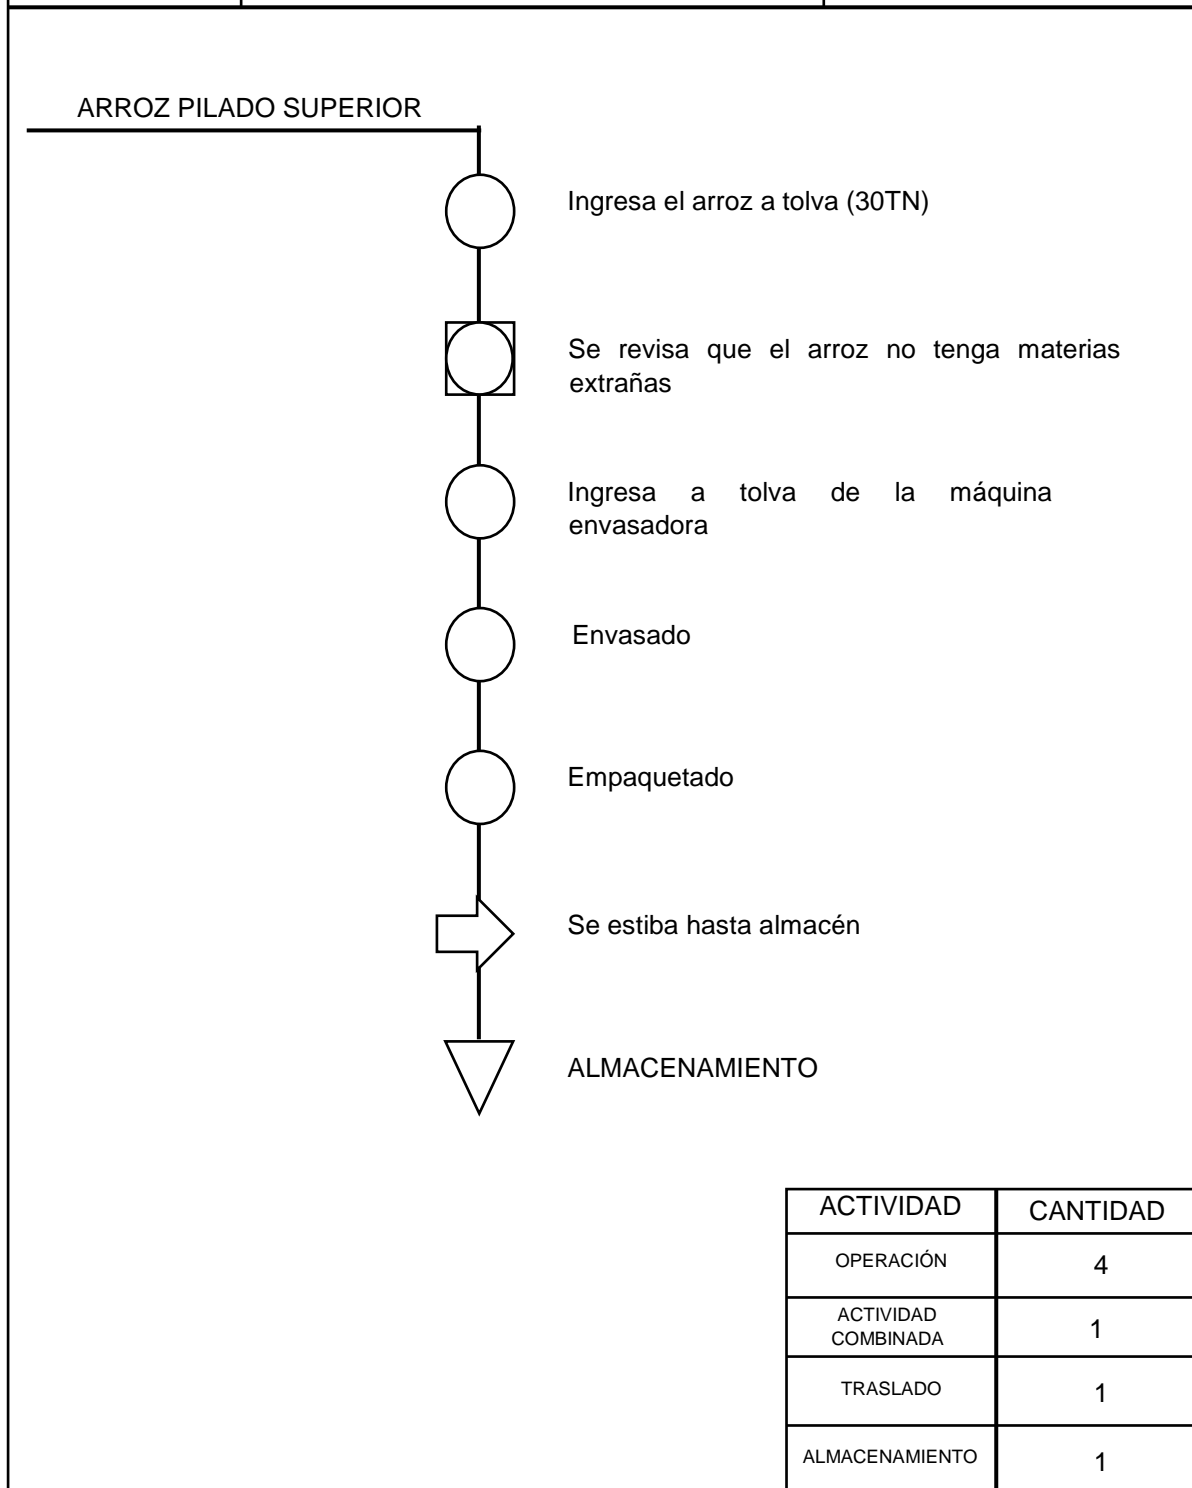 ARROZ PILADO SUPERIOR
Ingresa el arroz a tolva (30TN)
Se revisa que el arroz no tenga materias
extrañas
Ingresa a tolva de la máquina
envasadora
Envasado
Empaquetado
Se estiba hasta almacén
ALMACENAMIENTO
ACTIVIDAD CANTIDAD
OPERACIÓN 4
ACTIVIDAD
COMBINADA 1
TRASLADO 1
ALMACENAMIENTO 1